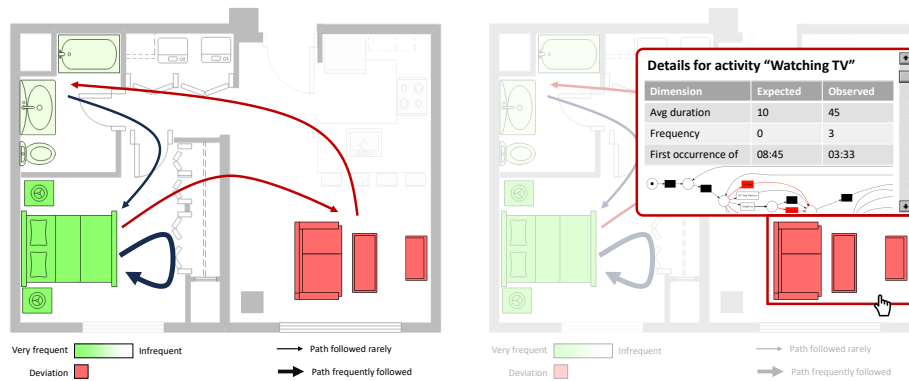 Very frequent
Infrequent
Path followed rarely
Deviation
Path frequently followed
Details for activity “Watching TV”
Dimension Expected Observed
Avg duration 10 45
Frequency 0 3
First occurrence of 08:45 03:33
Very frequent
Infrequent
Path followed rarely
Deviation
Path frequently followed